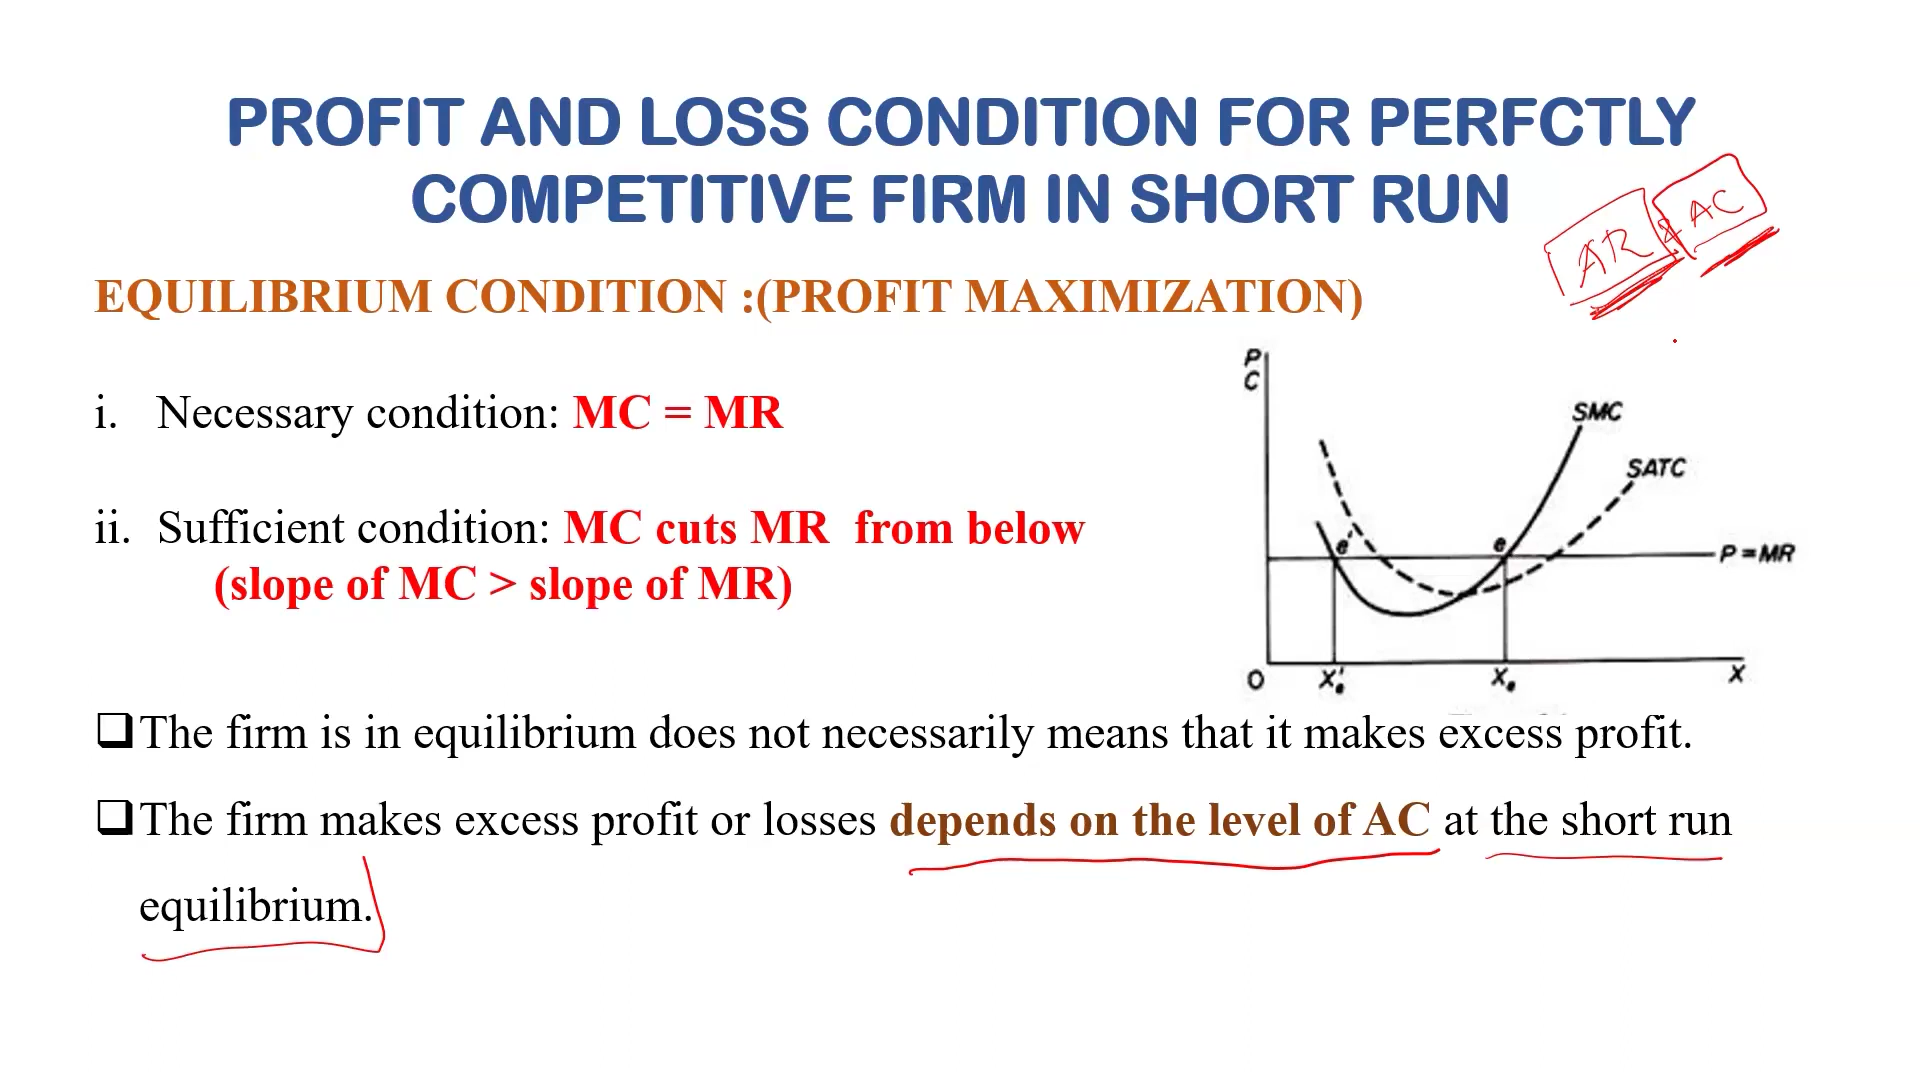 PROFIT AND LOSS CONDITION FOR PERFCTLY
COMPETITIVE FIRM IN SHORT RUN
AR & AC
EQUILIBRIUM CONDITION :(PROFIT MAXIMIZATION)
i. Necessary condition: MC = MR
ii. Sufficient condition: MC cuts MR from below
(slope of MC > slope of MR)
P
C
SMC
SATC
e'
e
P=MR
O
X'e
Xe
X
❑The firm is in equilibrium does not necessarily means that it makes excess profit.
❑The firm makes excess profit or losses depends on the level of AC at the short run
equilibrium.